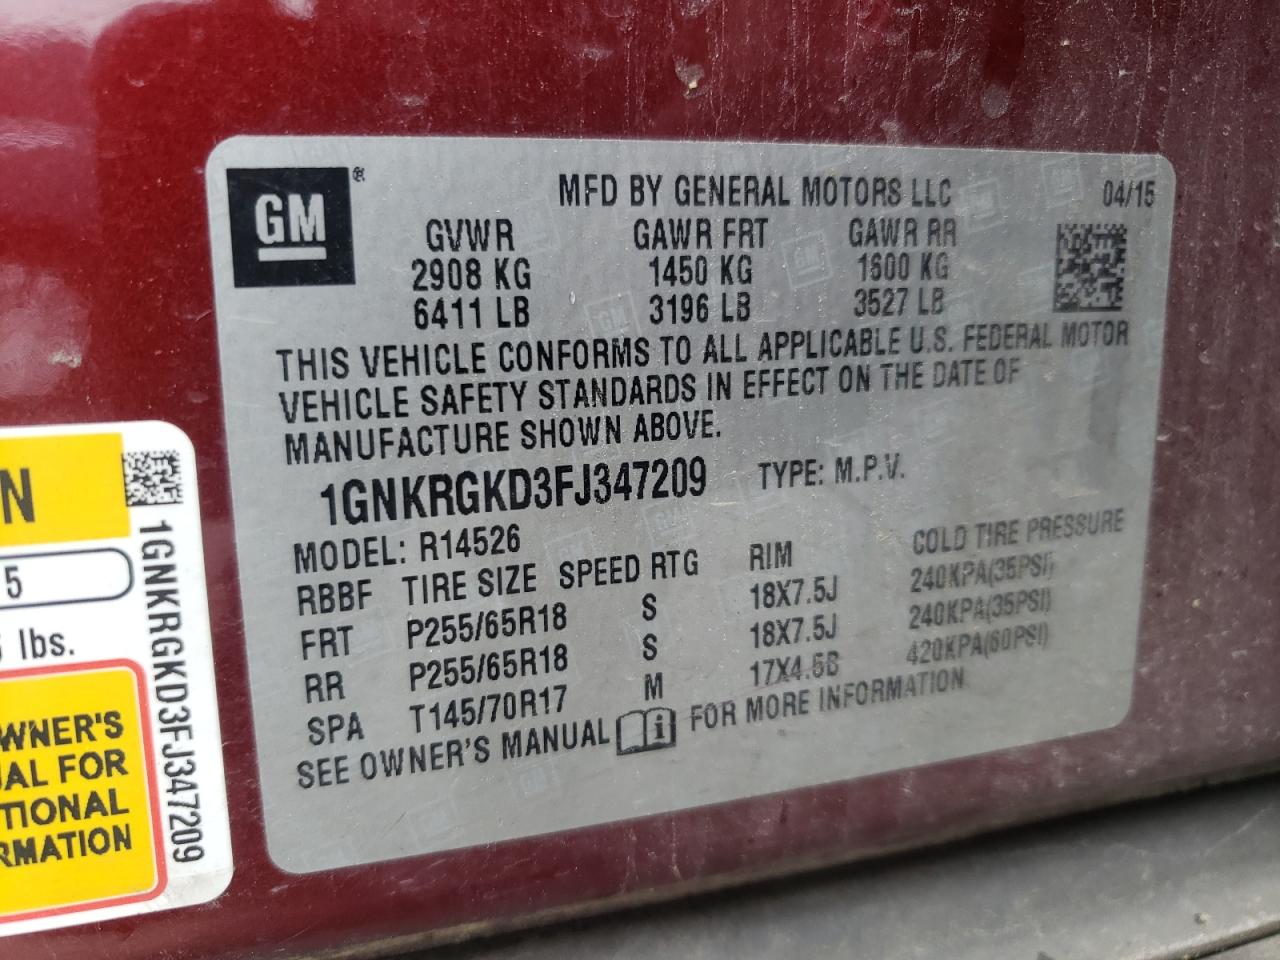 GM ®
MFD BY GENERAL MOTORS LLC 04/15
GVWR GAWR FRT GAWR RR
2908 KG 1450 KG 1600 KG
6411 LB 3196 LB 3527 LB
THIS VEHICLE CONFORMS TO ALL APPLICABLE U.S. FEDERAL MOTOR
VEHICLE SAFETY STANDARDS IN EFFECT ON THE DATE OF
MANUFACTURE SHOWN ABOVE.
1GNKRGKD3FJ347209 TYPE: M.P.V.
MODEL: R14526
RBBF TIRE SIZE SPEED RTG RIM COLD TIRE PRESSURE
FRT P255/65R18 S 18X7.5J 240KPA(35PSI)
RR P255/65R18 S 18X7.5J 240KPA(35PSI)
SPA T145/70R17 M 17X4.5B 420KPA(60PSI)
SEE OWNER'S MANUAL i FOR MORE INFORMATION
N
5
lbs.
WNER'S
AL FOR
TIONAL
RMATION
1GNKRGKD3FJ347209